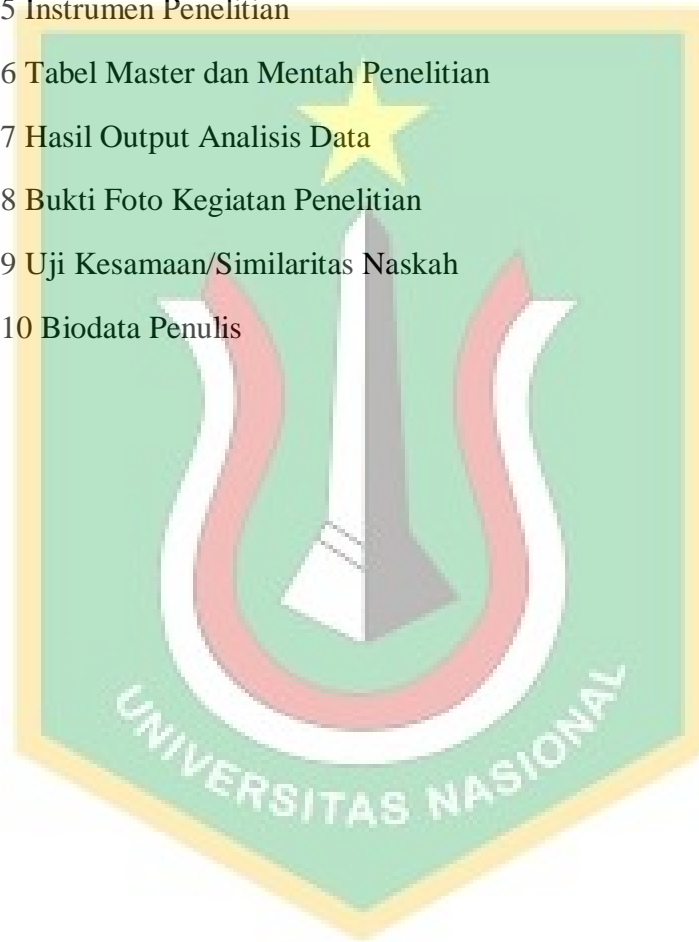 5 Instrumen Penelitian
6 Tabel Master dan Mentah Penelitian
7 Hasil Output Analisis Data
8 Bukti Foto Kegiatan Penelitian
9 Uji Kesamaan/Similaritas Naskah
10 Biodata Penulis
UNIVERSITAS NASIONAL